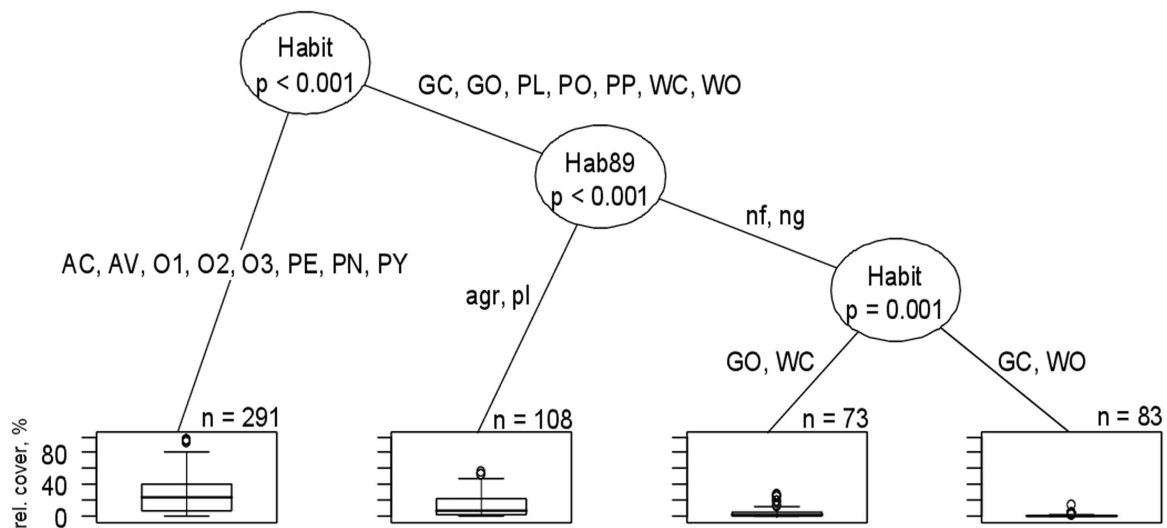 Habit
p < 0.001
GC, GO, PL, PO, PP, WC, WO
Hab89
p < 0.001
nf, ng
AC, AV, O1, O2, O3, PE, PN, PY
agr, pl
Habit
p = 0.001
GO, WC
GC, WO
n = 291
n = 108
n = 73
n = 83
rel. cover, %
80
40
0